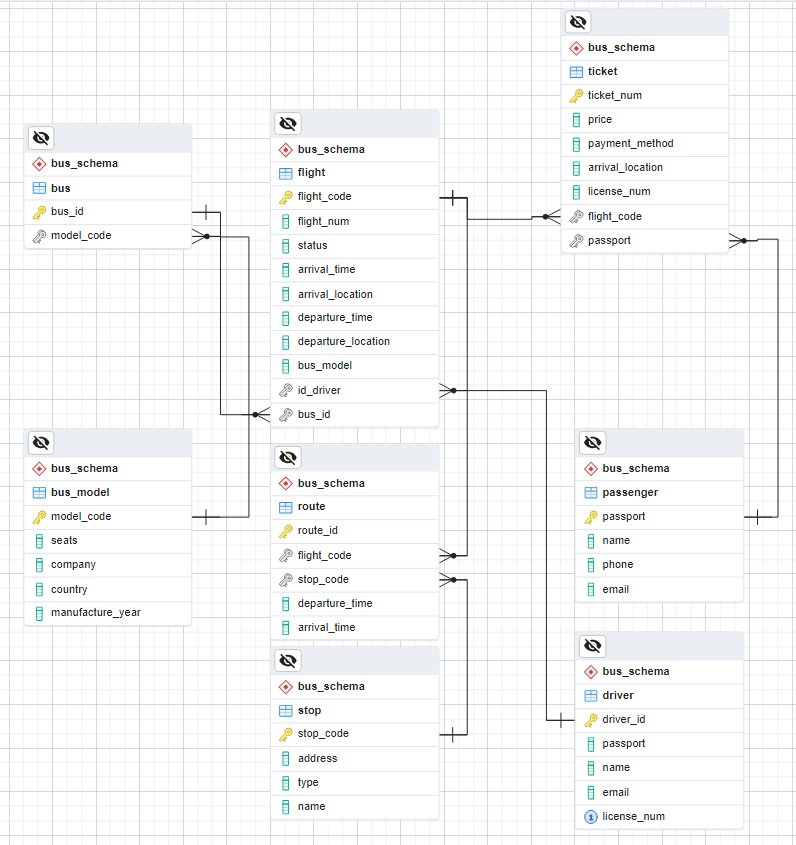 bus_schema
bus
bus_id
model_code
bus_schema
bus_model
model_code
seats
company
country
manufacture_year
bus_schema
flight
flight_code
flight_num
status
arrival_time
arrival_location
departure_time
departure_location
bus_model
id_driver
bus_id
bus_schema
route
route_id
flight_code
stop_code
departure_time
arrival_time
bus_schema
stop
stop_code
address
type
name
bus_schema
ticket
ticket_num
price
payment_method
arrival_location
license_num
flight_code
passport
bus_schema
passenger
passport
name
phone
email
bus_schema
driver
driver_id
passport
name
email
1 license_num